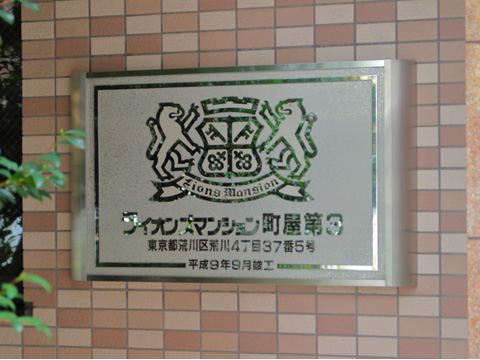 Lions Mansion
ライオンズマンション町屋第3
東京都荒川区荒川4丁目37番5号
平成9年9月竣工